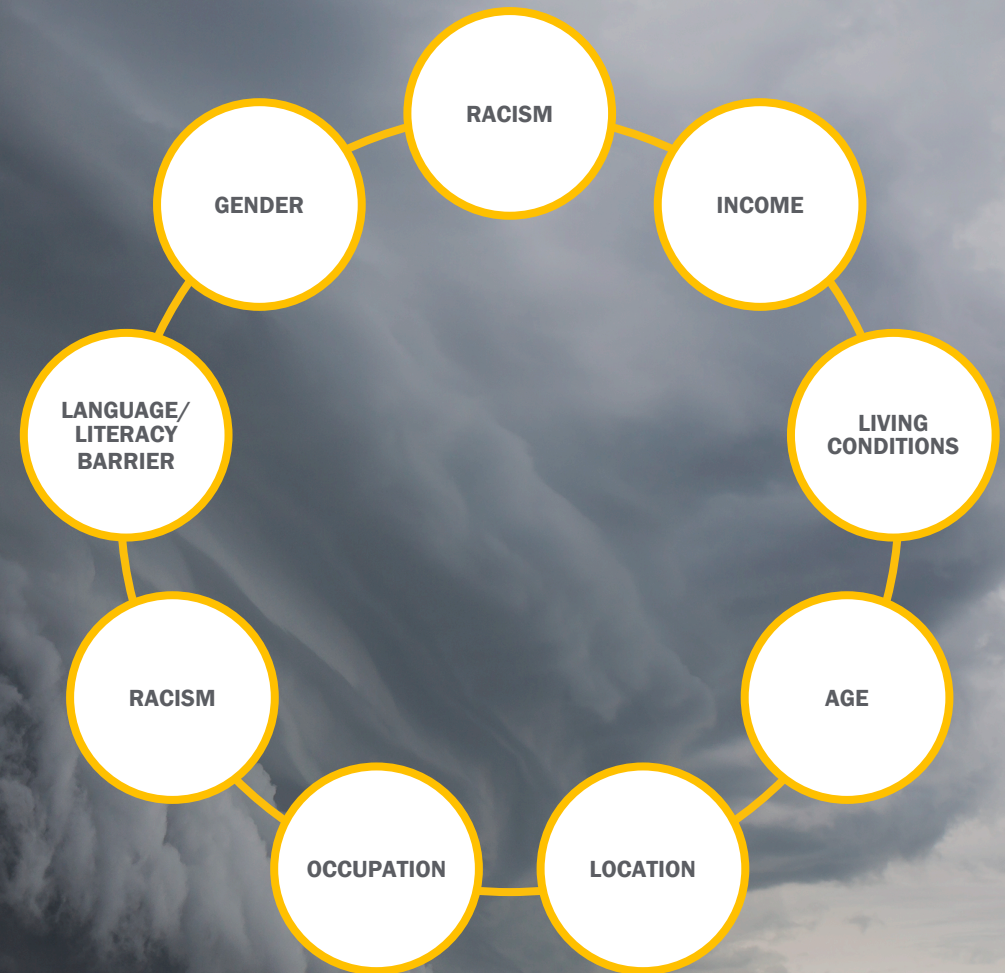 RACISM
GENDER
INCOME
LANGUAGE/
LITERACY
BARRIER
LIVING
CONDITIONS
RACISM
AGE
OCCUPATION
LOCATION